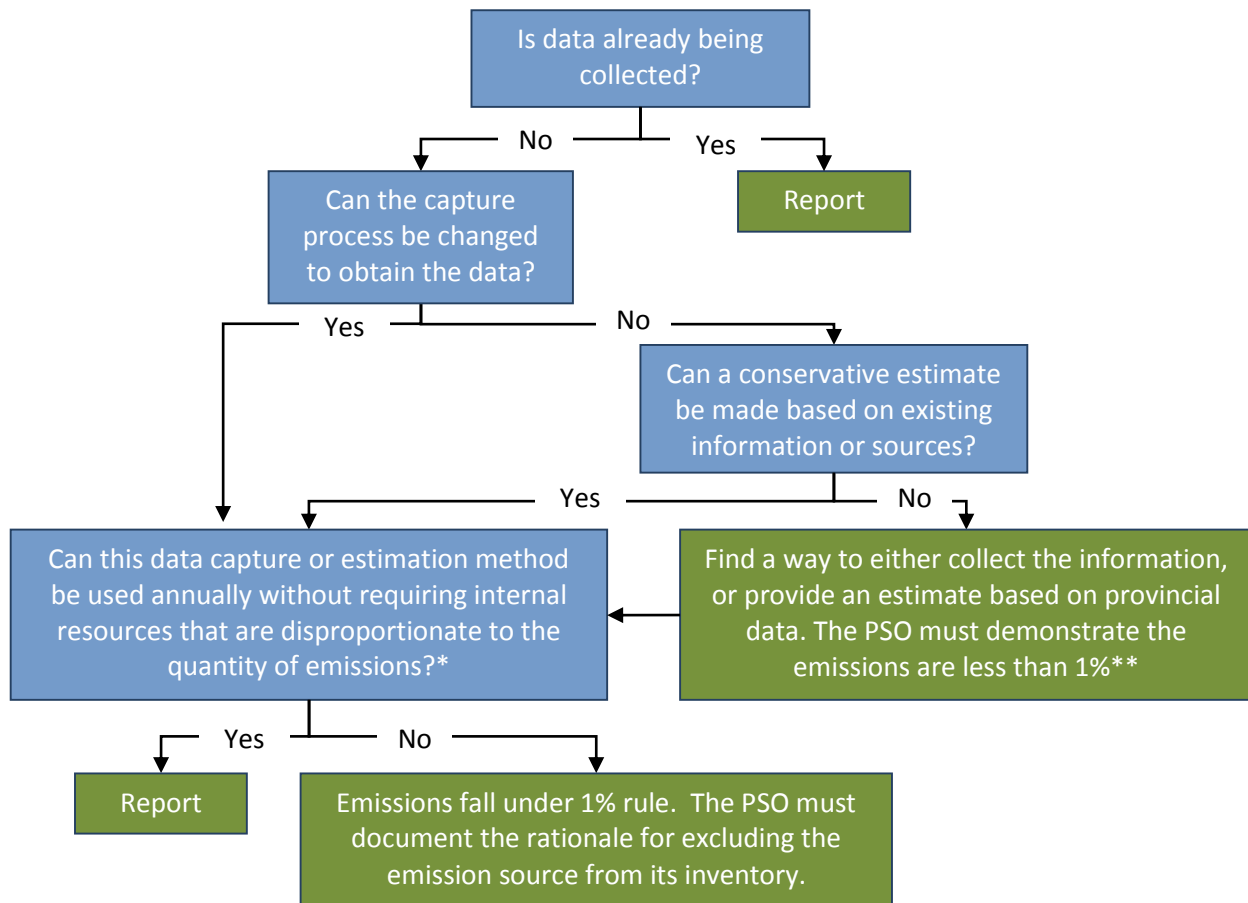 Is data already being
collected?
No
Yes
Can the capture
process be changed
to obtain the data?
Report
Yes
No
Can a conservative estimate
be made based on existing
information or sources?
Yes
No
Can this data capture or estimation method
be used annually without requiring internal
resources that are disproportionate to the
quantity of emissions?*
Find a way to either collect the information,
or provide an estimate based on provincial
data. The PSO must demonstrate the
emissions are less than 1%**
Yes
No
Report
Emissions fall under 1% rule.  The PSO must
document the rationale for excluding the
emission source from its inventory.